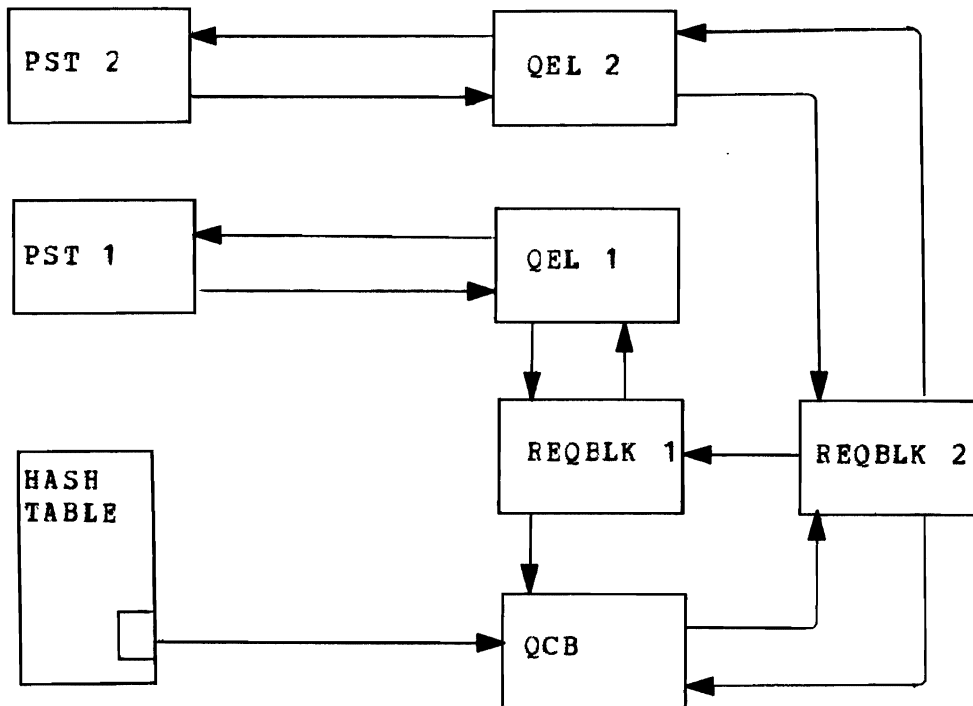 PST 2
QEL 2
PST 1
QEL 1
REQBLK 1
REQBLK 2
HASH
TABLE
QCB